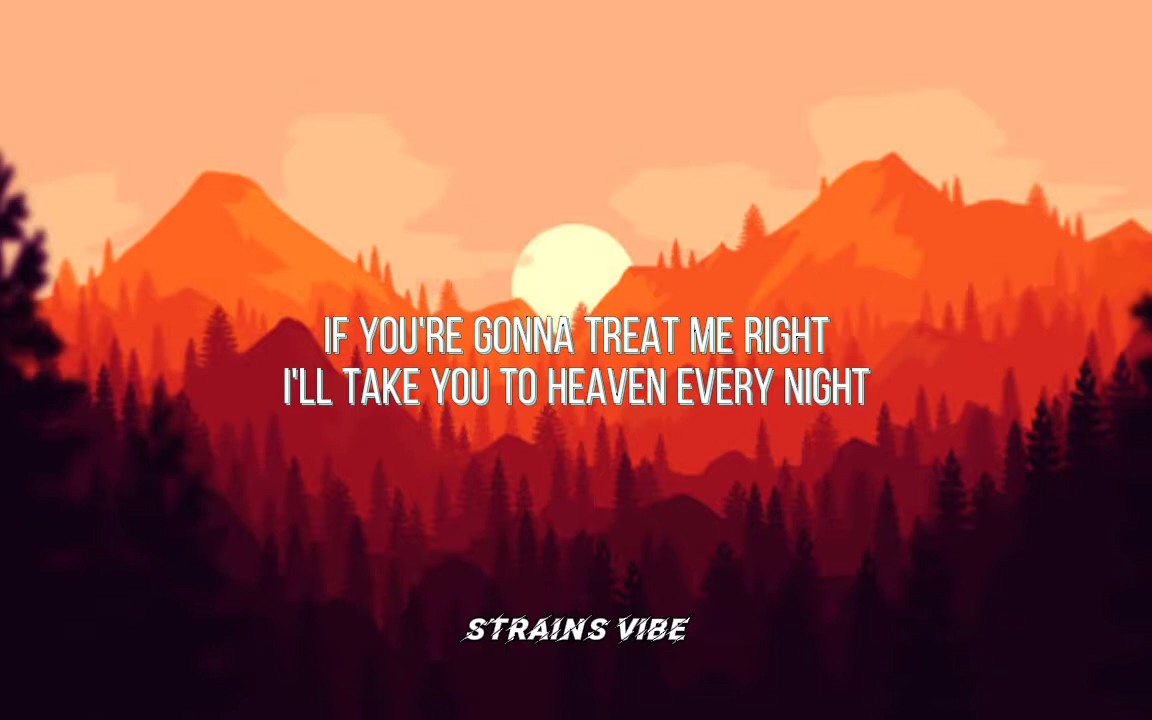 IF YOU'RE GONNA TREAT ME RIGHT
I'LL TAKE YOU TO HEAVEN EVERY NIGHT
STRAINS VIBE